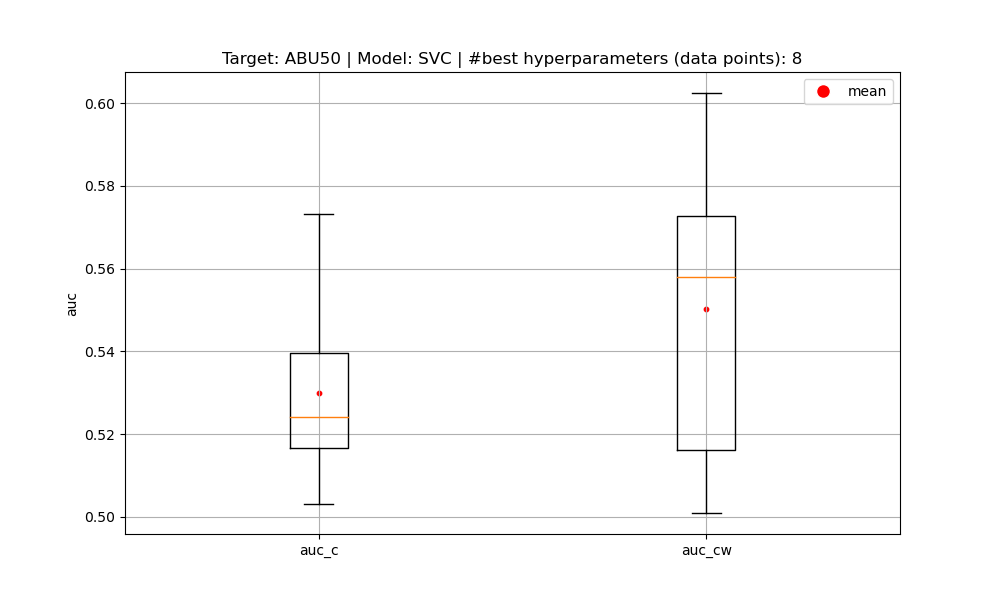 Target: ABU50 | Model: SVC | #best hyperparameters (data points): 8
mean
0.60
0.58
0.56
0.54
0.52
0.50
auc
auc_c
auc_cw